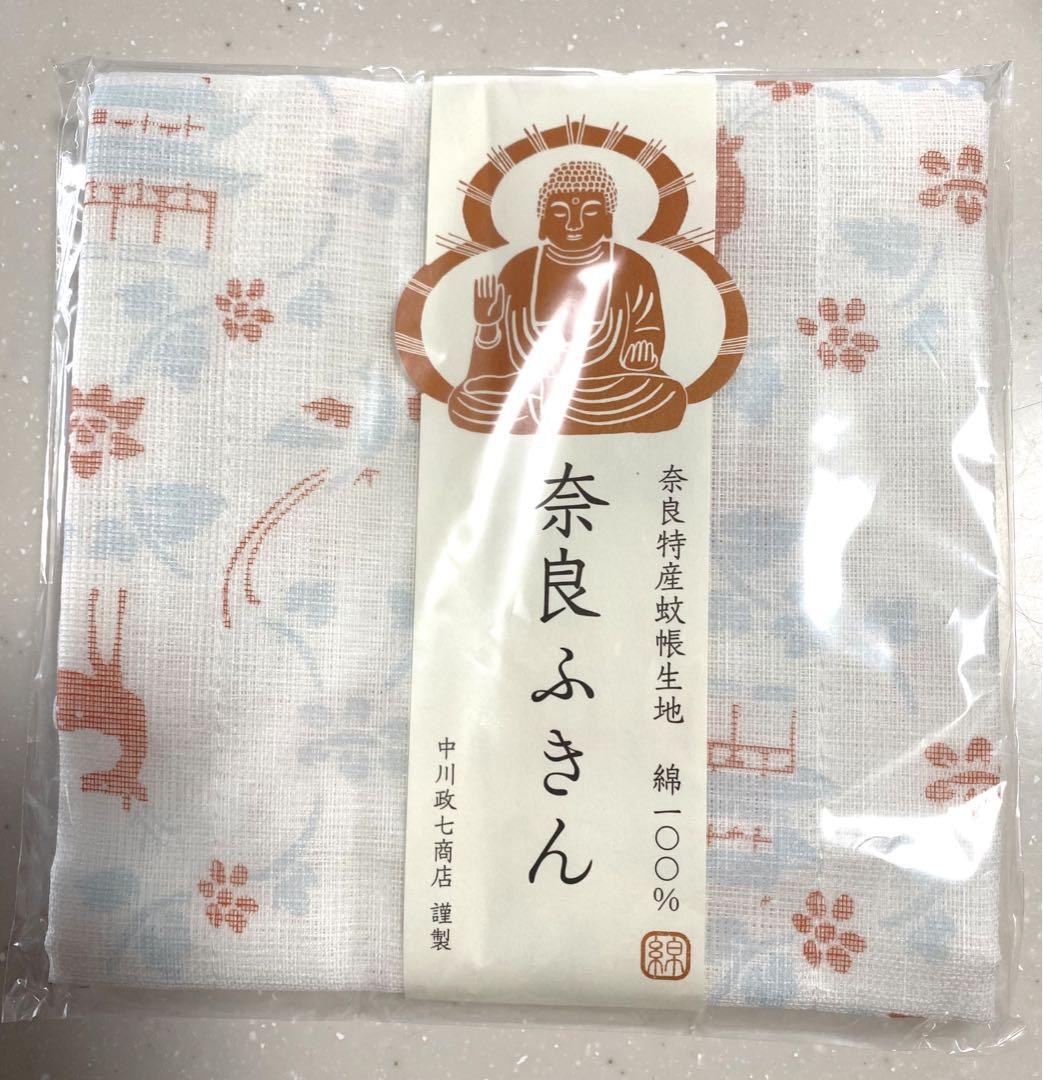 奈良特産蚊帳生地 綿一〇〇%
綿
奈良ふきん
中川政七商店 謹製